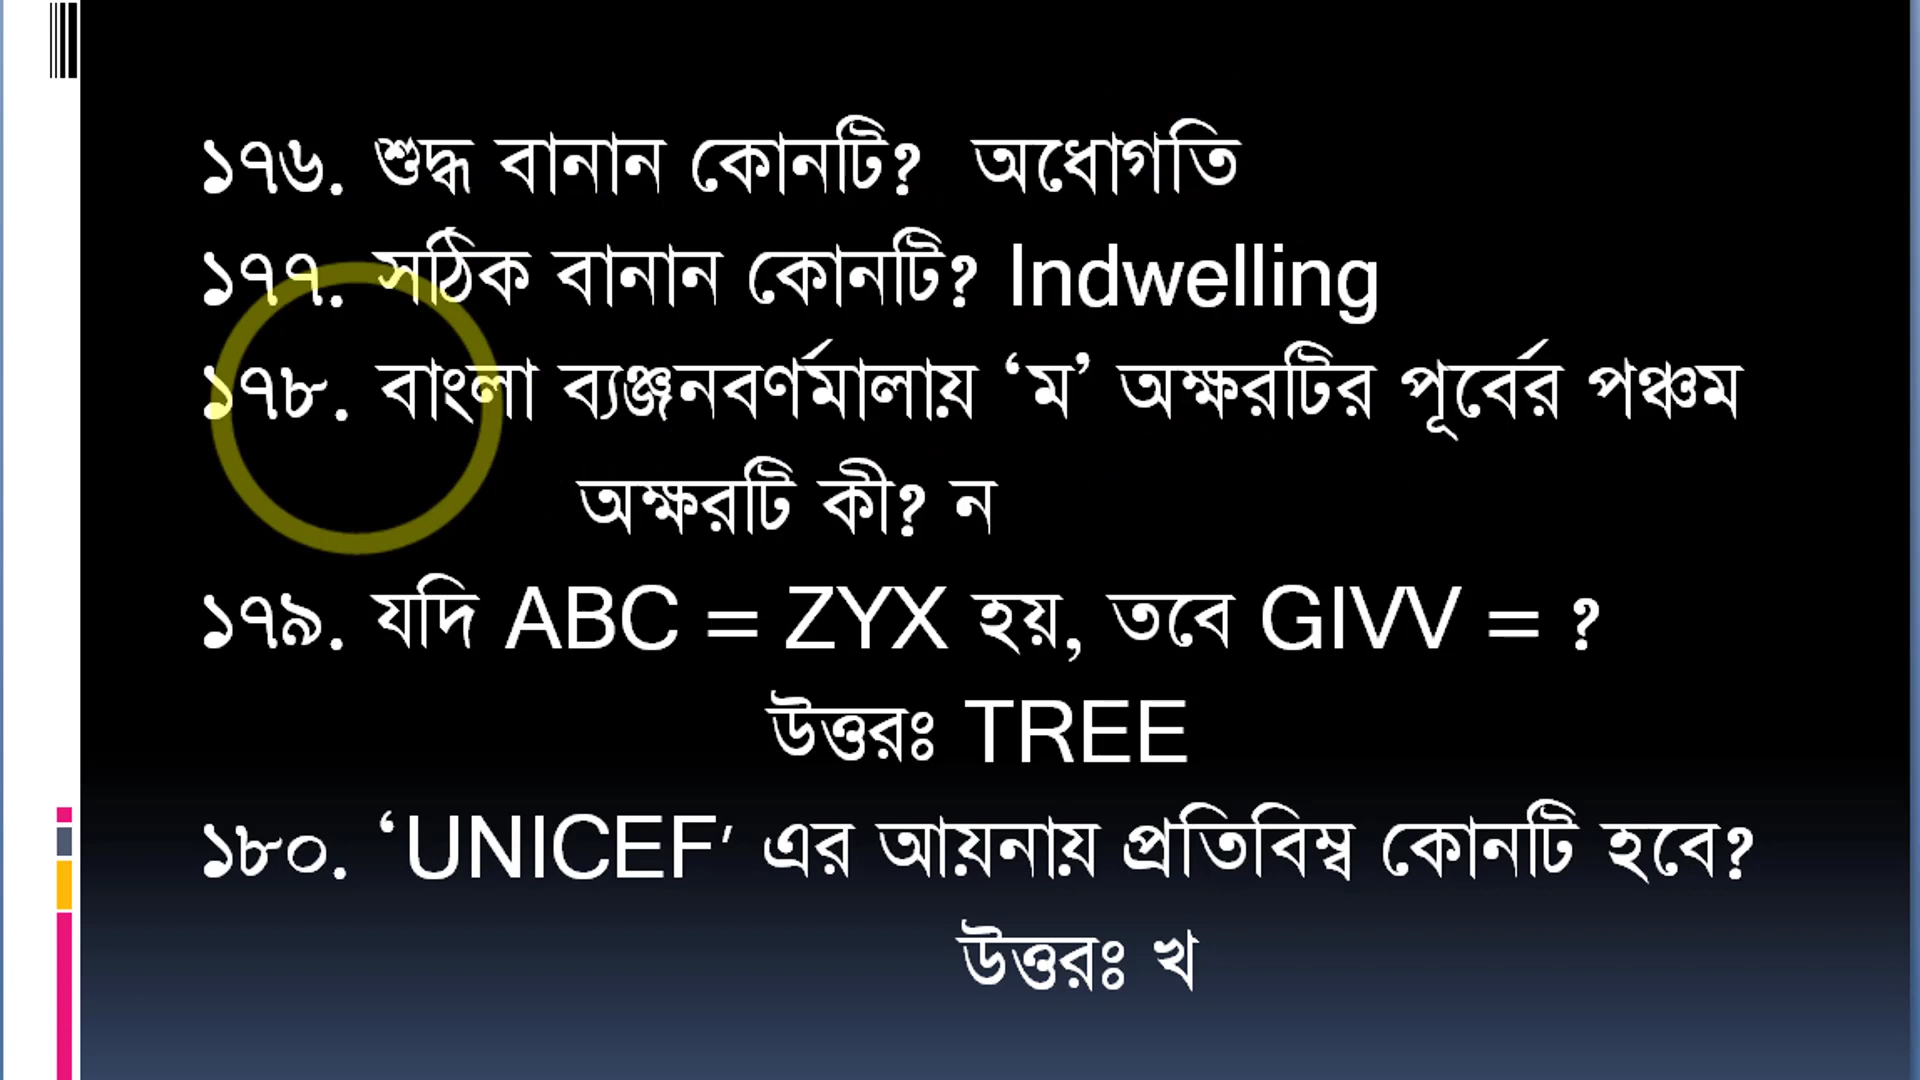 ১৭৬. শুদ্ধ বানান কোনটি? অধোগতি
১৭৭. সঠিক বানান কোনটি? Indwelling
১৭৮. বাংলা ব্যঞ্জনবর্ণমালায় ‘ম’ অক্ষরটির পূর্বের পঞ্চম
অক্ষরটি কী? ন
১৭৯. যদি ABC = ZYX হয়, তবে GIVV = ?
উত্তরঃ TREE
১৮০. ‘UNICEF’ এর আয়নায় প্রতিবিম্ব কোনটি হবে?
উত্তরঃ খ